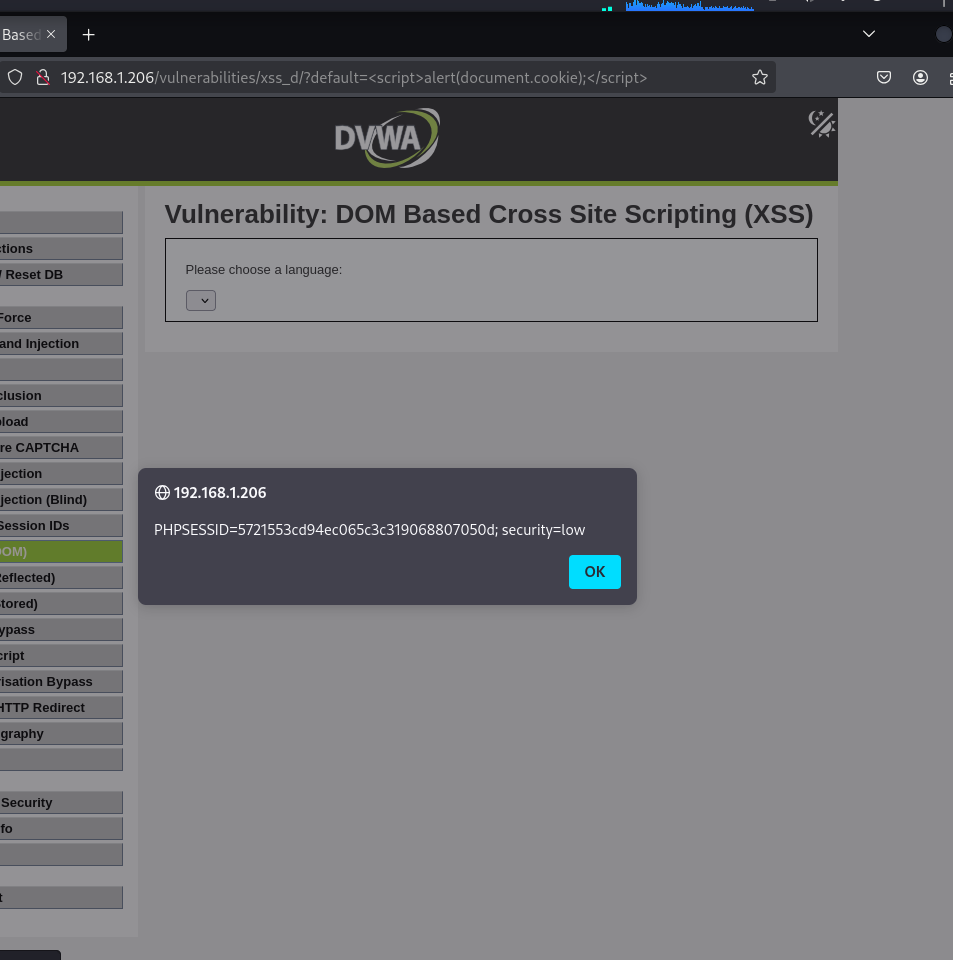 Based
192.168.1.206/vulnerabilities/xss_d/?default=<script>alert(document.cookie);</script>
DVWA
Vulnerability: DOM Based Cross Site Scripting (XSS)
Please choose a language:
ctions
/ Reset DB
Force
and Injection
clusion
pload
re CAPTCHA
jection
jection (Blind)
Session IDs
DOM)
Reflected)
Stored)
ypass
cript
risation Bypass
HTTP Redirect
graphy
Security
fo
t
192.168.1.206
PHPSESSID=5721553cd94ec065c3c319068807050d; security=low
OK